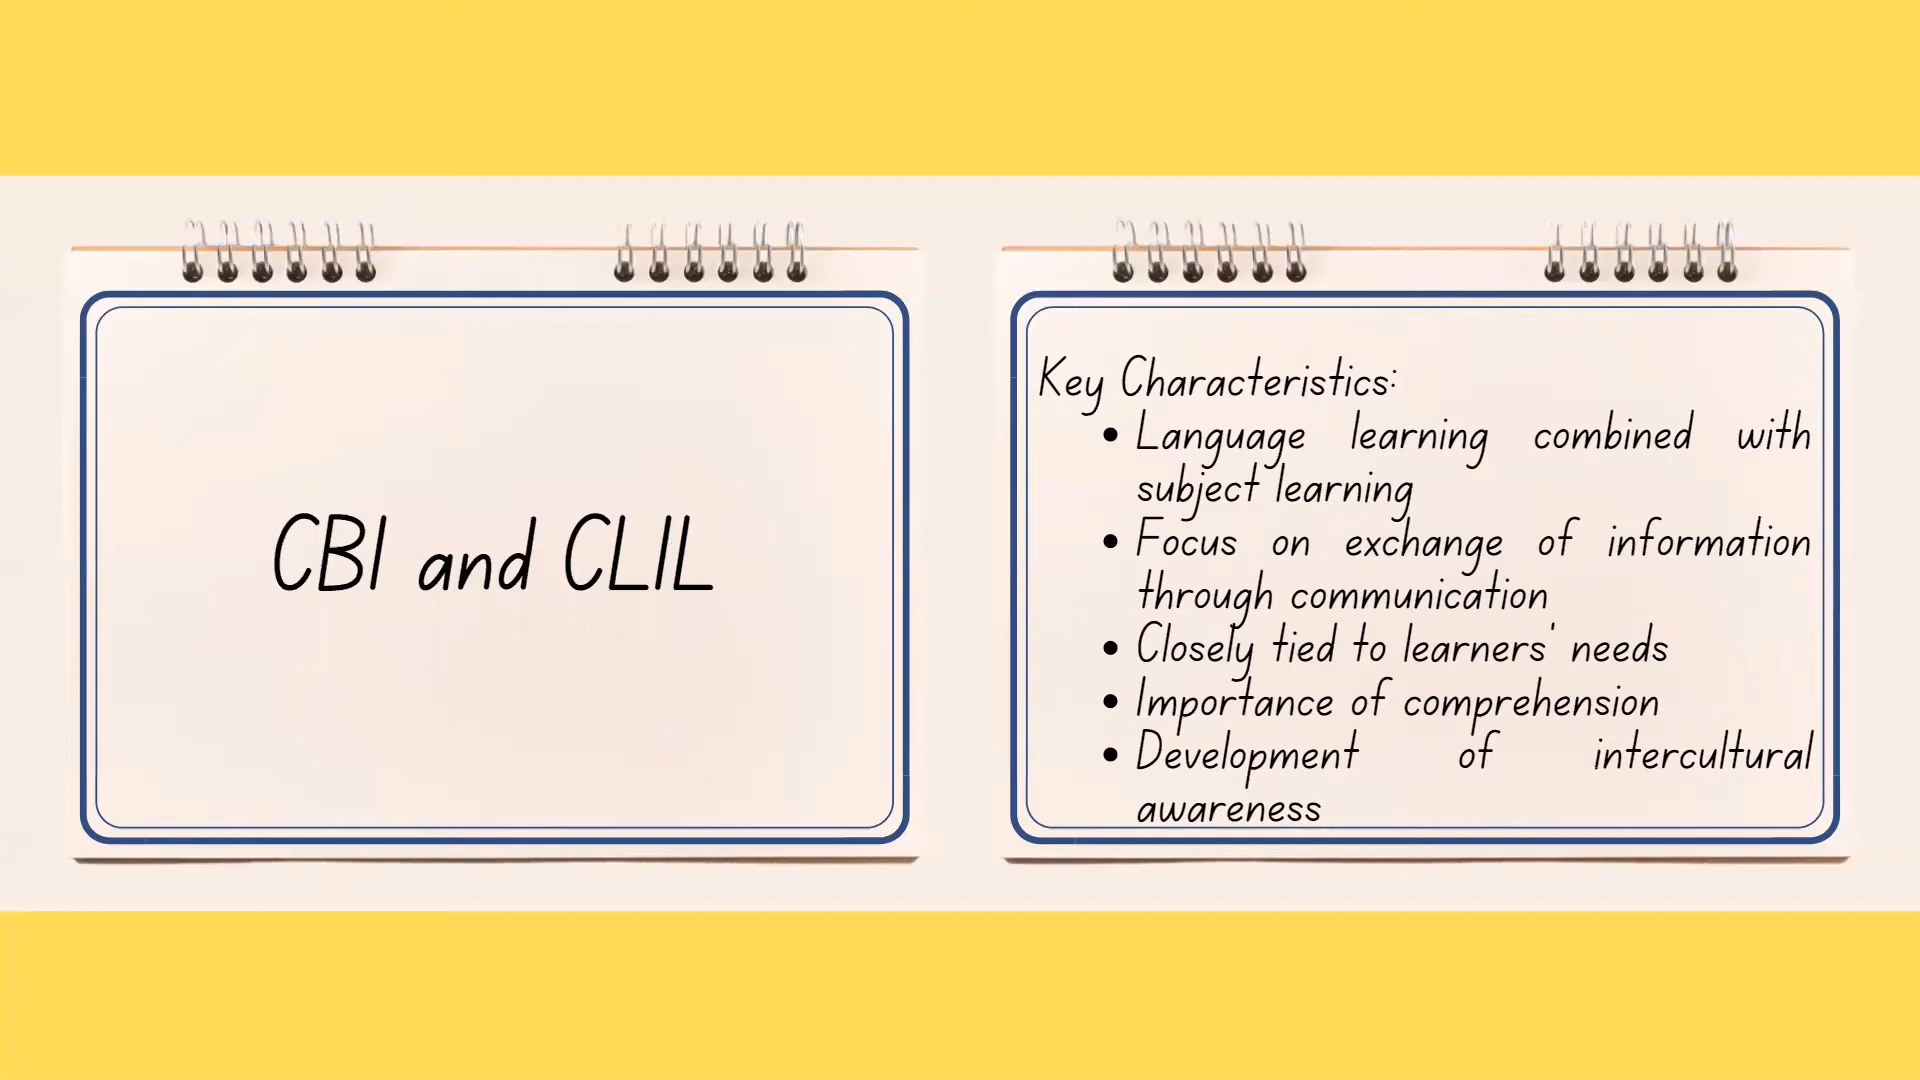 CBI and CLIL
Key Characteristics:
• Language learning combined with
subject learning
• Focus on exchange of information
through communication
• Closely tied to learners' needs
• Importance of comprehension
• Development of intercultural
awareness